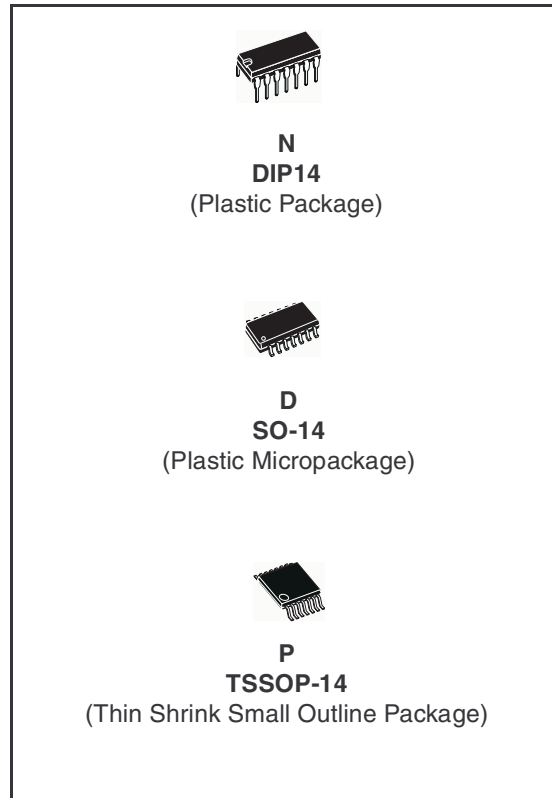 N
DIP14
(Plastic Package)
D
SO-14
(Plastic Micropackage)
P
TSSOP-14
(Thin Shrink Small Outline Package)